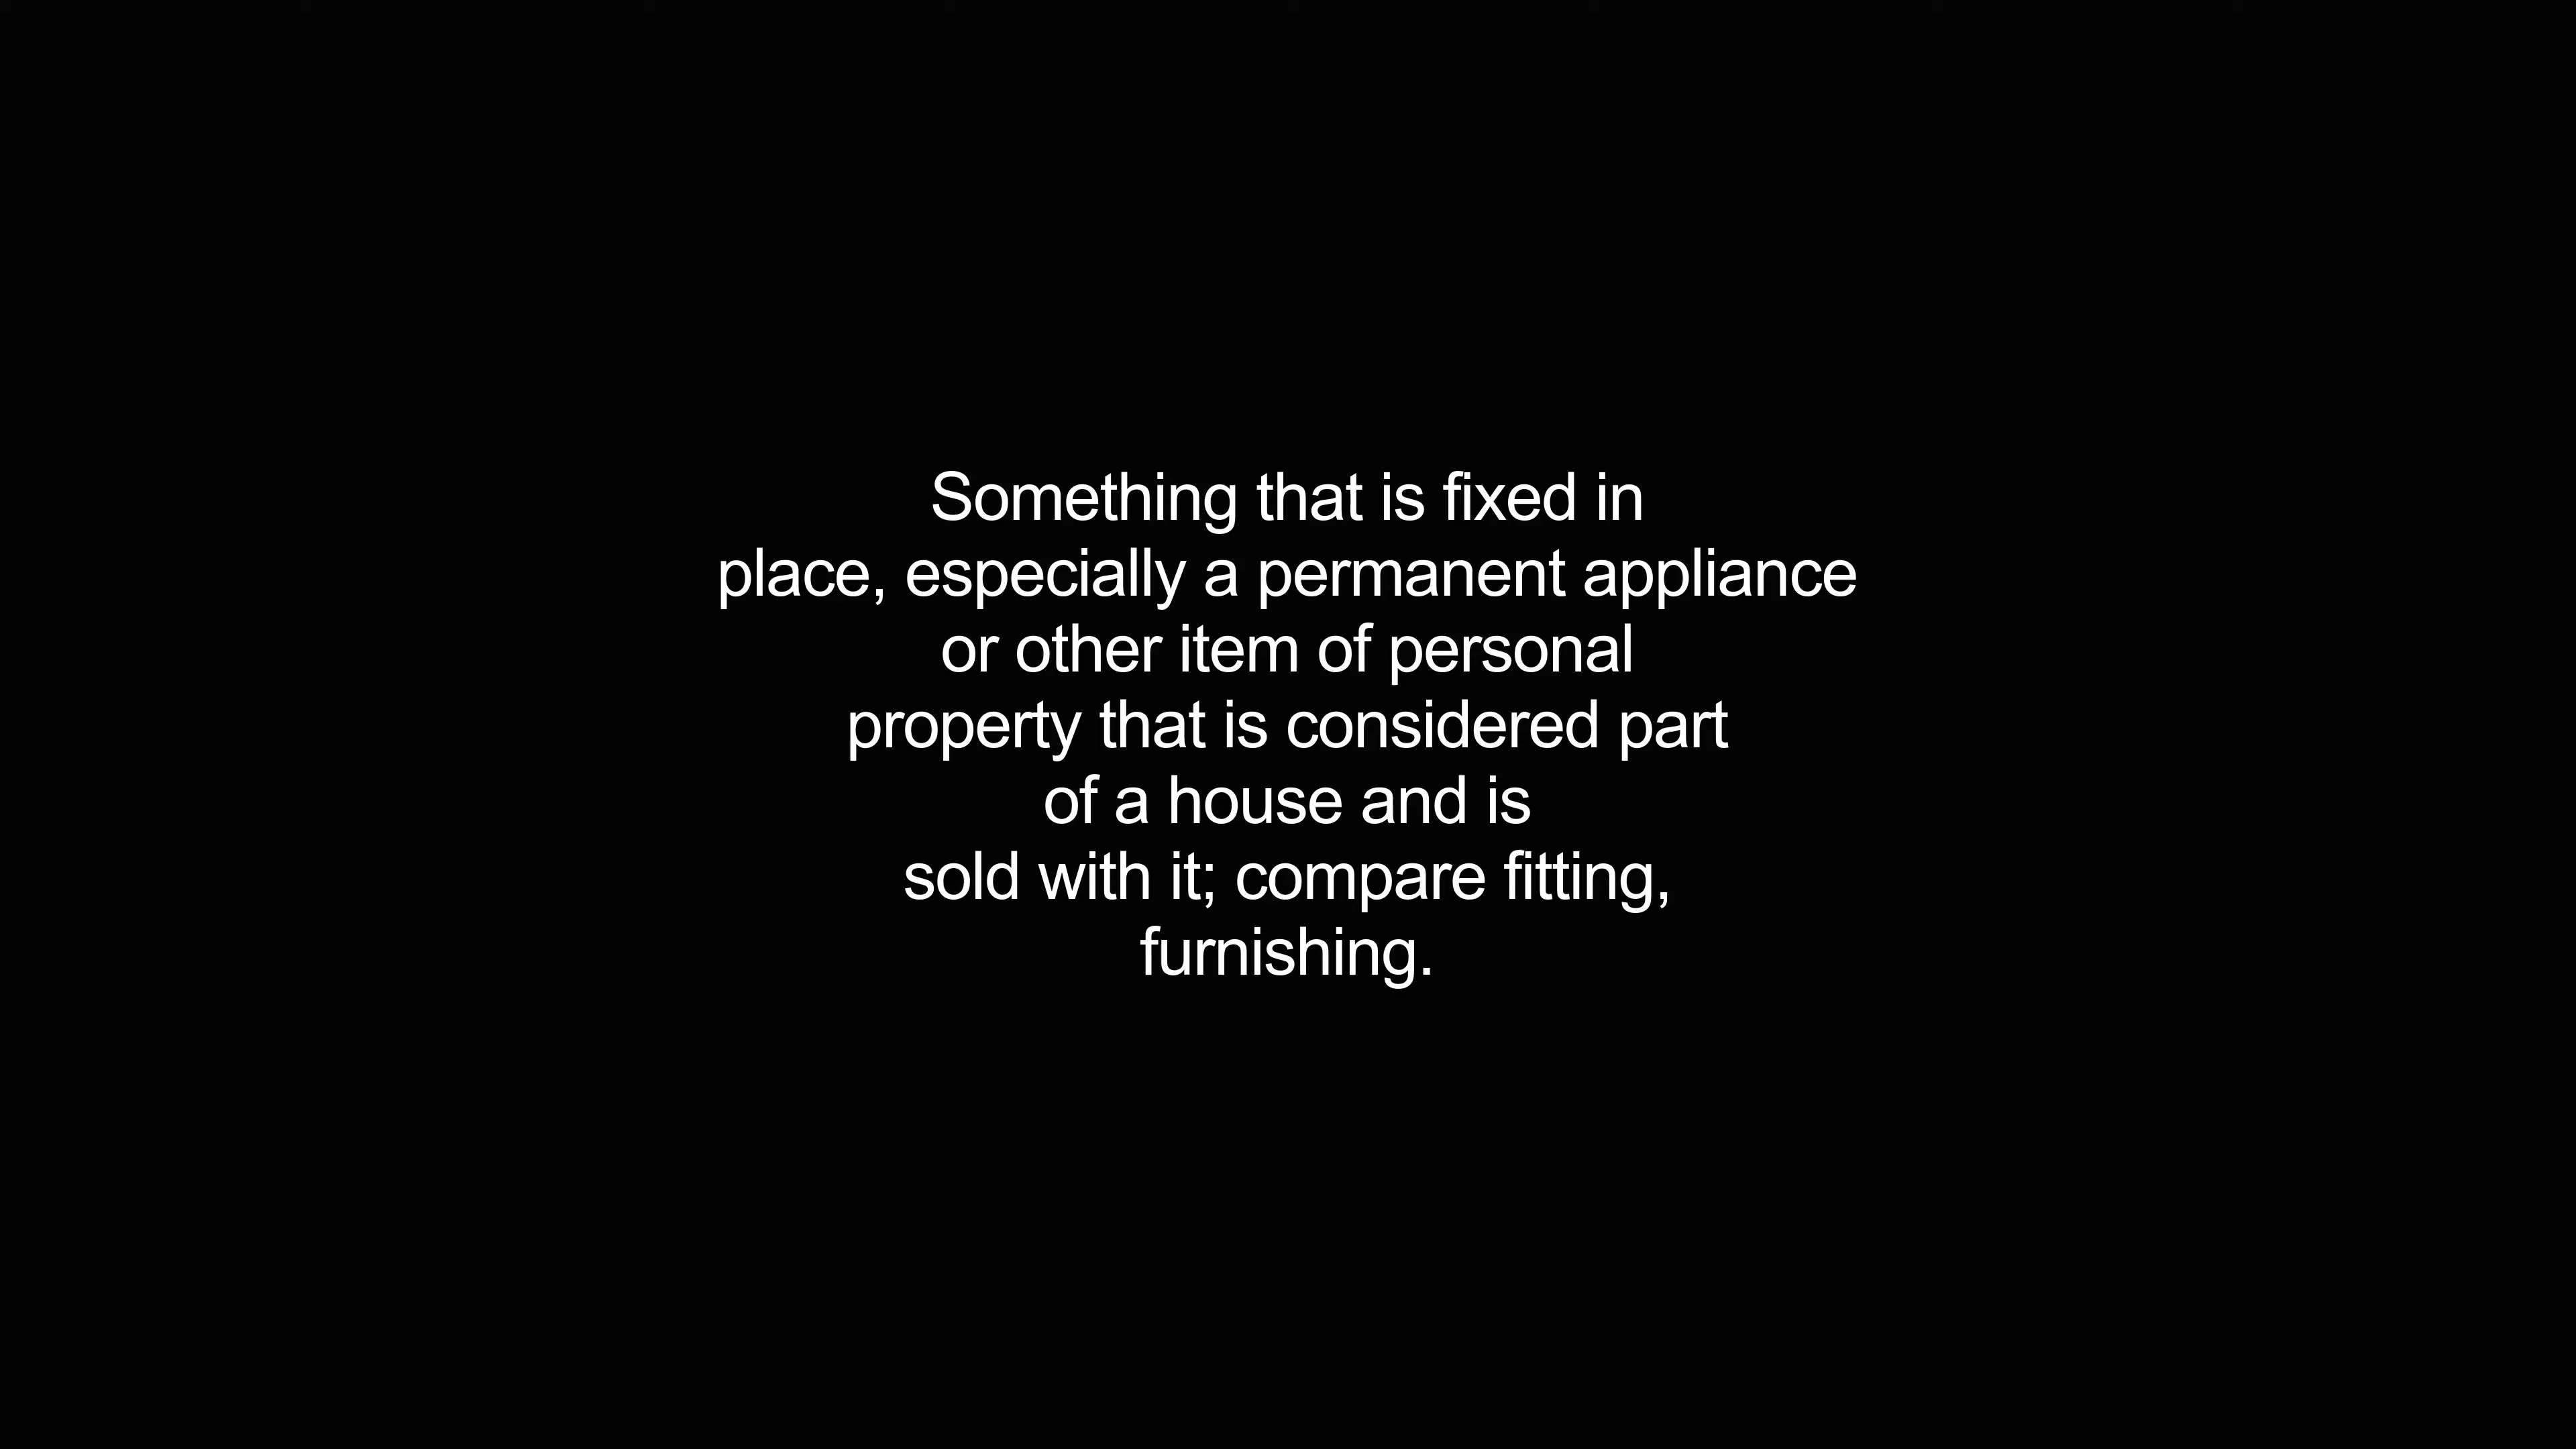 Something that is fixed in
place, especially a permanent appliance
or other item of personal
property that is considered part
of a house and is
sold with it; compare fitting,
furnishing.